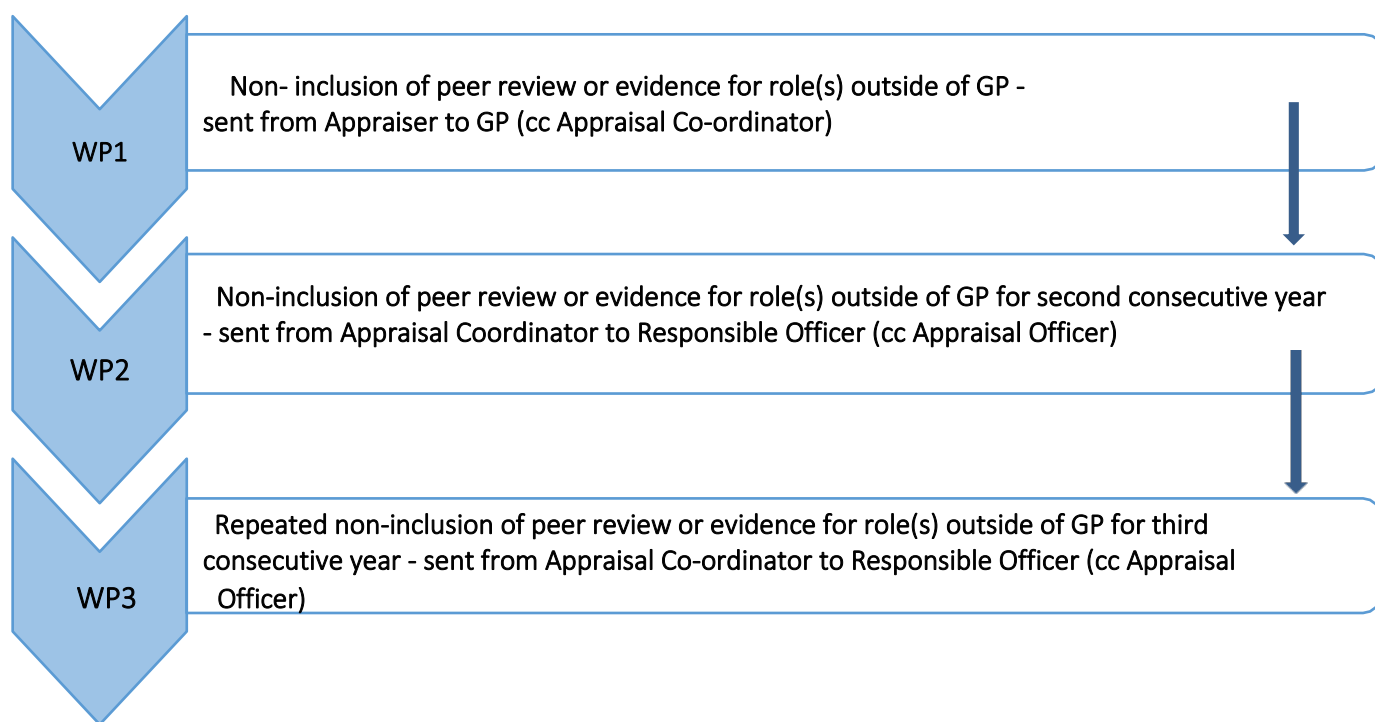 WP1
Non- inclusion of peer review or evidence for role(s) outside of GP -
sent from Appraiser to GP (cc Appraisal Co-ordinator)
WP2
Non-inclusion of peer review or evidence for role(s) outside of GP for second consecutive year
- sent from Appraisal Coordinator to Responsible Officer (cc Appraisal Officer)
WP3
Repeated non-inclusion of peer review or evidence for role(s) outside of GP for third
consecutive year - sent from Appraisal Co-ordinator to Responsible Officer (cc Appraisal
Officer)